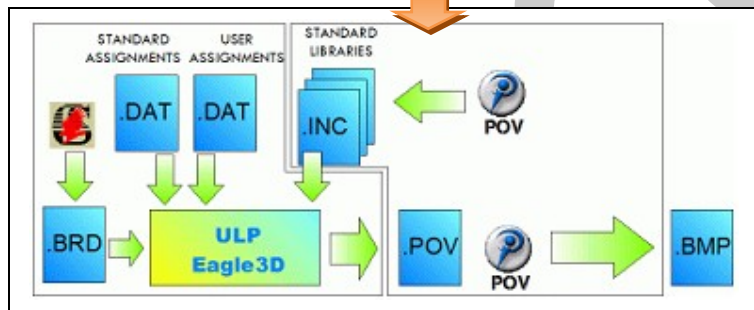 STANDARD
ASSIGNMENTS
USER
ASSIGNMENTS
STANDARD
LIBRARIES
.DAT
.DAT
.INC
POV
.BRD
ULP
Eagle3D
.POV
POV
.BMP